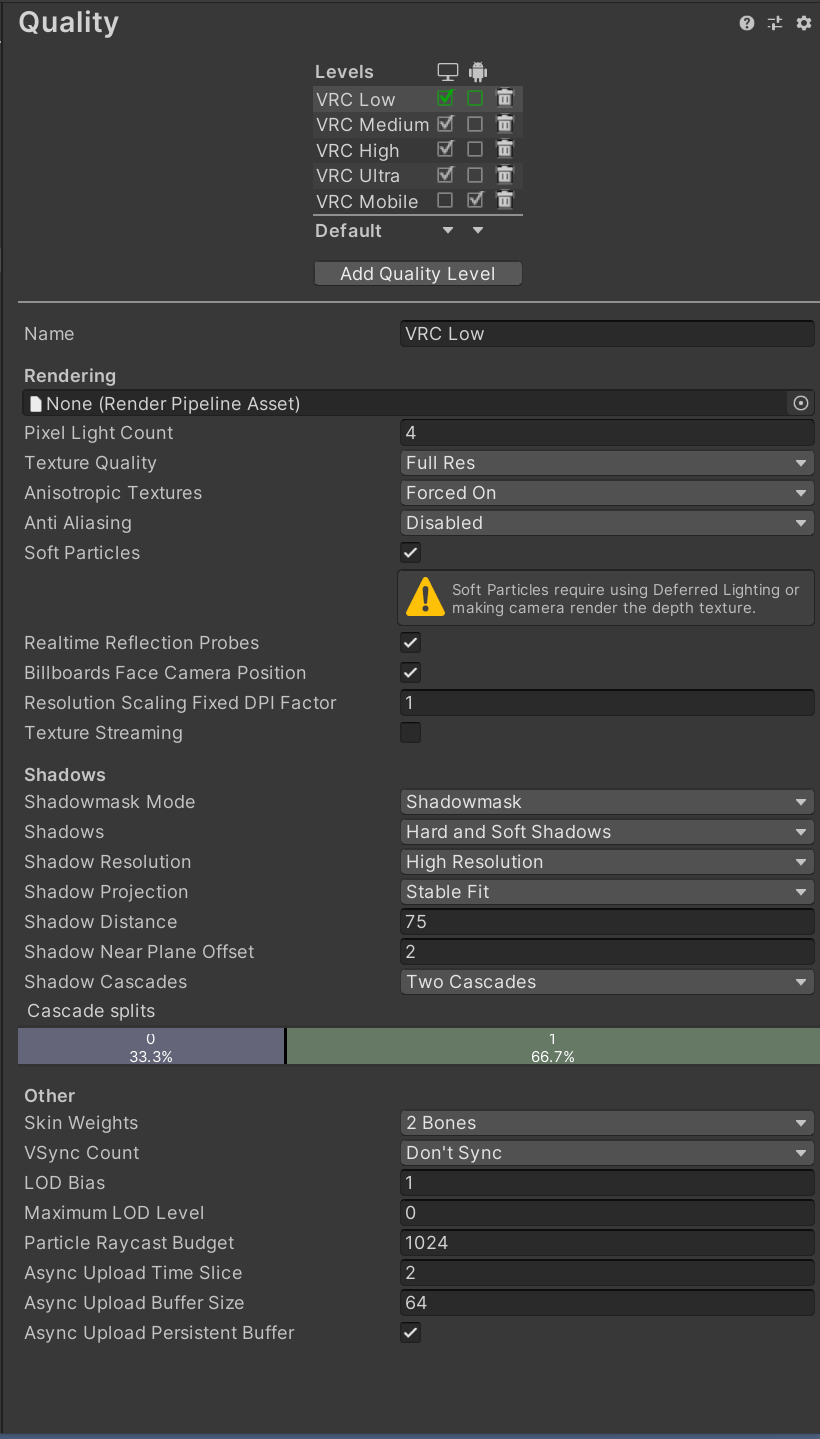 Quality
Levels
VRC Low
VRC Medium
VRC High
VRC Ultra
VRC Mobile
Default
Add Quality Level
Name VRC Low
Rendering
None (Render Pipeline Asset)
Pixel Light Count 4
Texture Quality Full Res
Anisotropic Textures Forced On
Anti Aliasing Disabled
Soft Particles
Soft Particles require using Deferred Lighting or
making camera render the depth texture.
Realtime Reflection Probes
Billboards Face Camera Position
Resolution Scaling Fixed DPI Factor 1
Texture Streaming
Shadows
Shadowmask Mode Shadowmask
Shadows Hard and Soft Shadows
Shadow Resolution High Resolution
Shadow Projection Stable Fit
Shadow Distance 75
Shadow Near Plane Offset 2
Shadow Cascades Two Cascades
Cascade splits
0 1
33.3% 66.7%
Other
Skin Weights 2 Bones
VSync Count Don't Sync
LOD Bias 1
Maximum LOD Level 0
Particle Raycast Budget 1024
Async Upload Time Slice 2
Async Upload Buffer Size 64
Async Upload Persistent Buffer